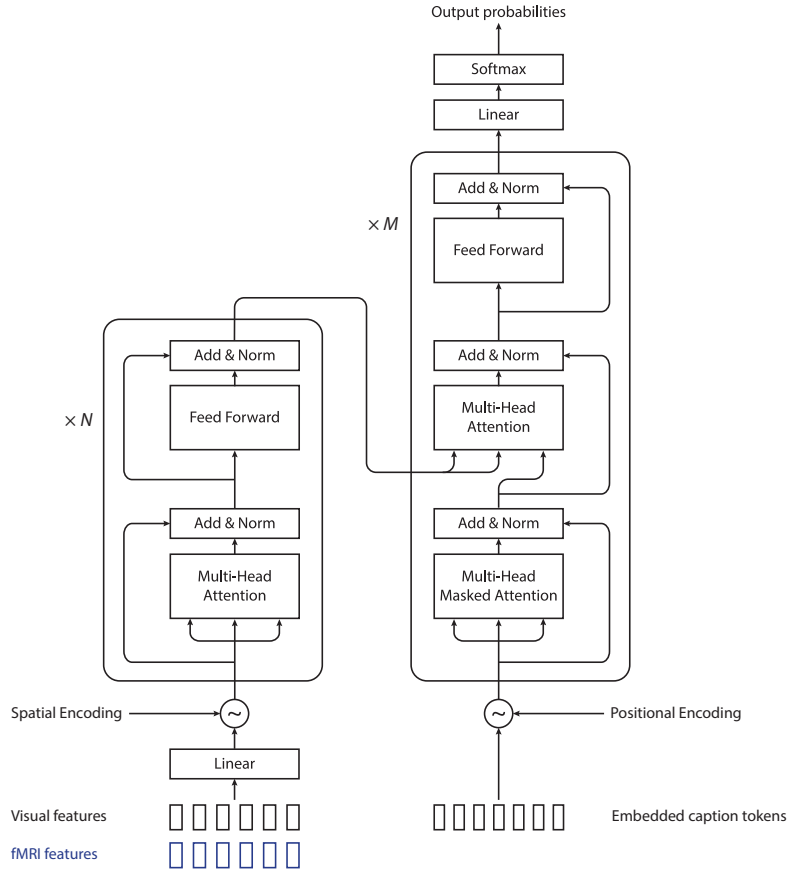 Output probabilities
Softmax
Linear
Add & Norm
× M
Feed Forward
Add & Norm
Multi-Head
Attention
Add & Norm
Multi-Head
Masked Attention
Add & Norm
× N
Feed Forward
Add & Norm
Multi-Head
Attention
Spatial Encoding
~
~
Positional Encoding
Linear
Visual features
Embedded caption tokens
fMRI features